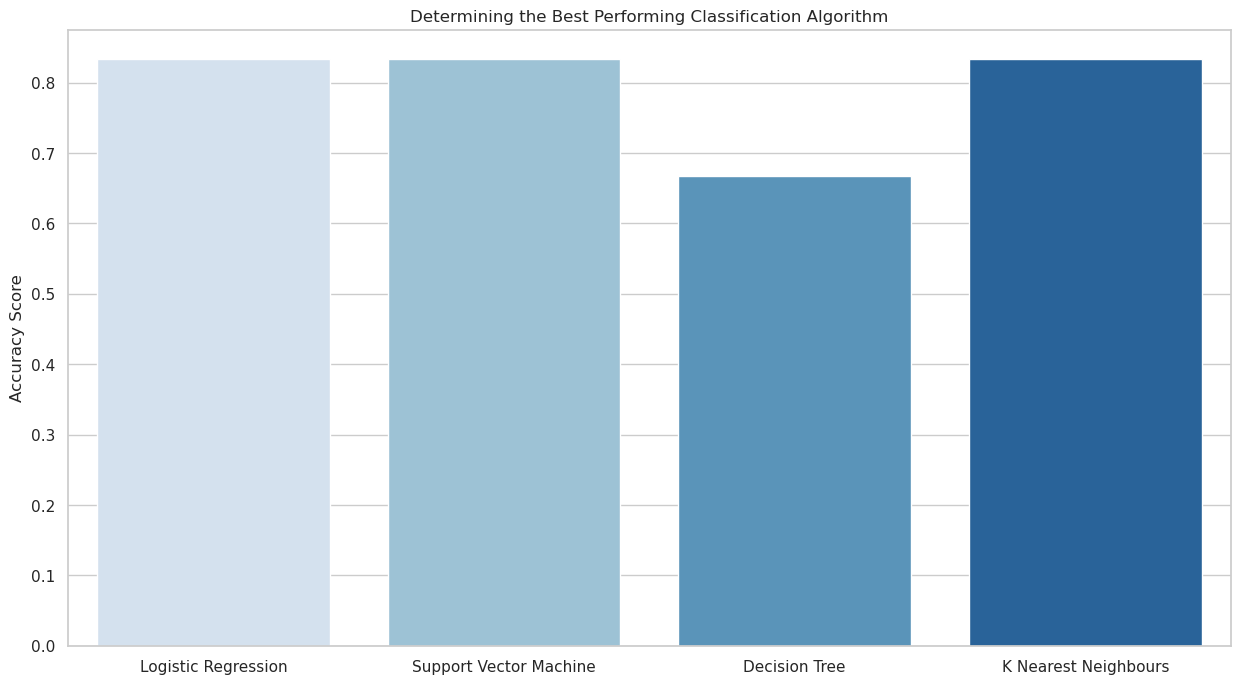 Determining the Best Performing Classification Algorithm
Accuracy Score
0.8
0.7
0.6
0.5
0.4
0.3
0.2
0.1
0.0
Logistic Regression
Support Vector Machine
Decision Tree
K Nearest Neighbours